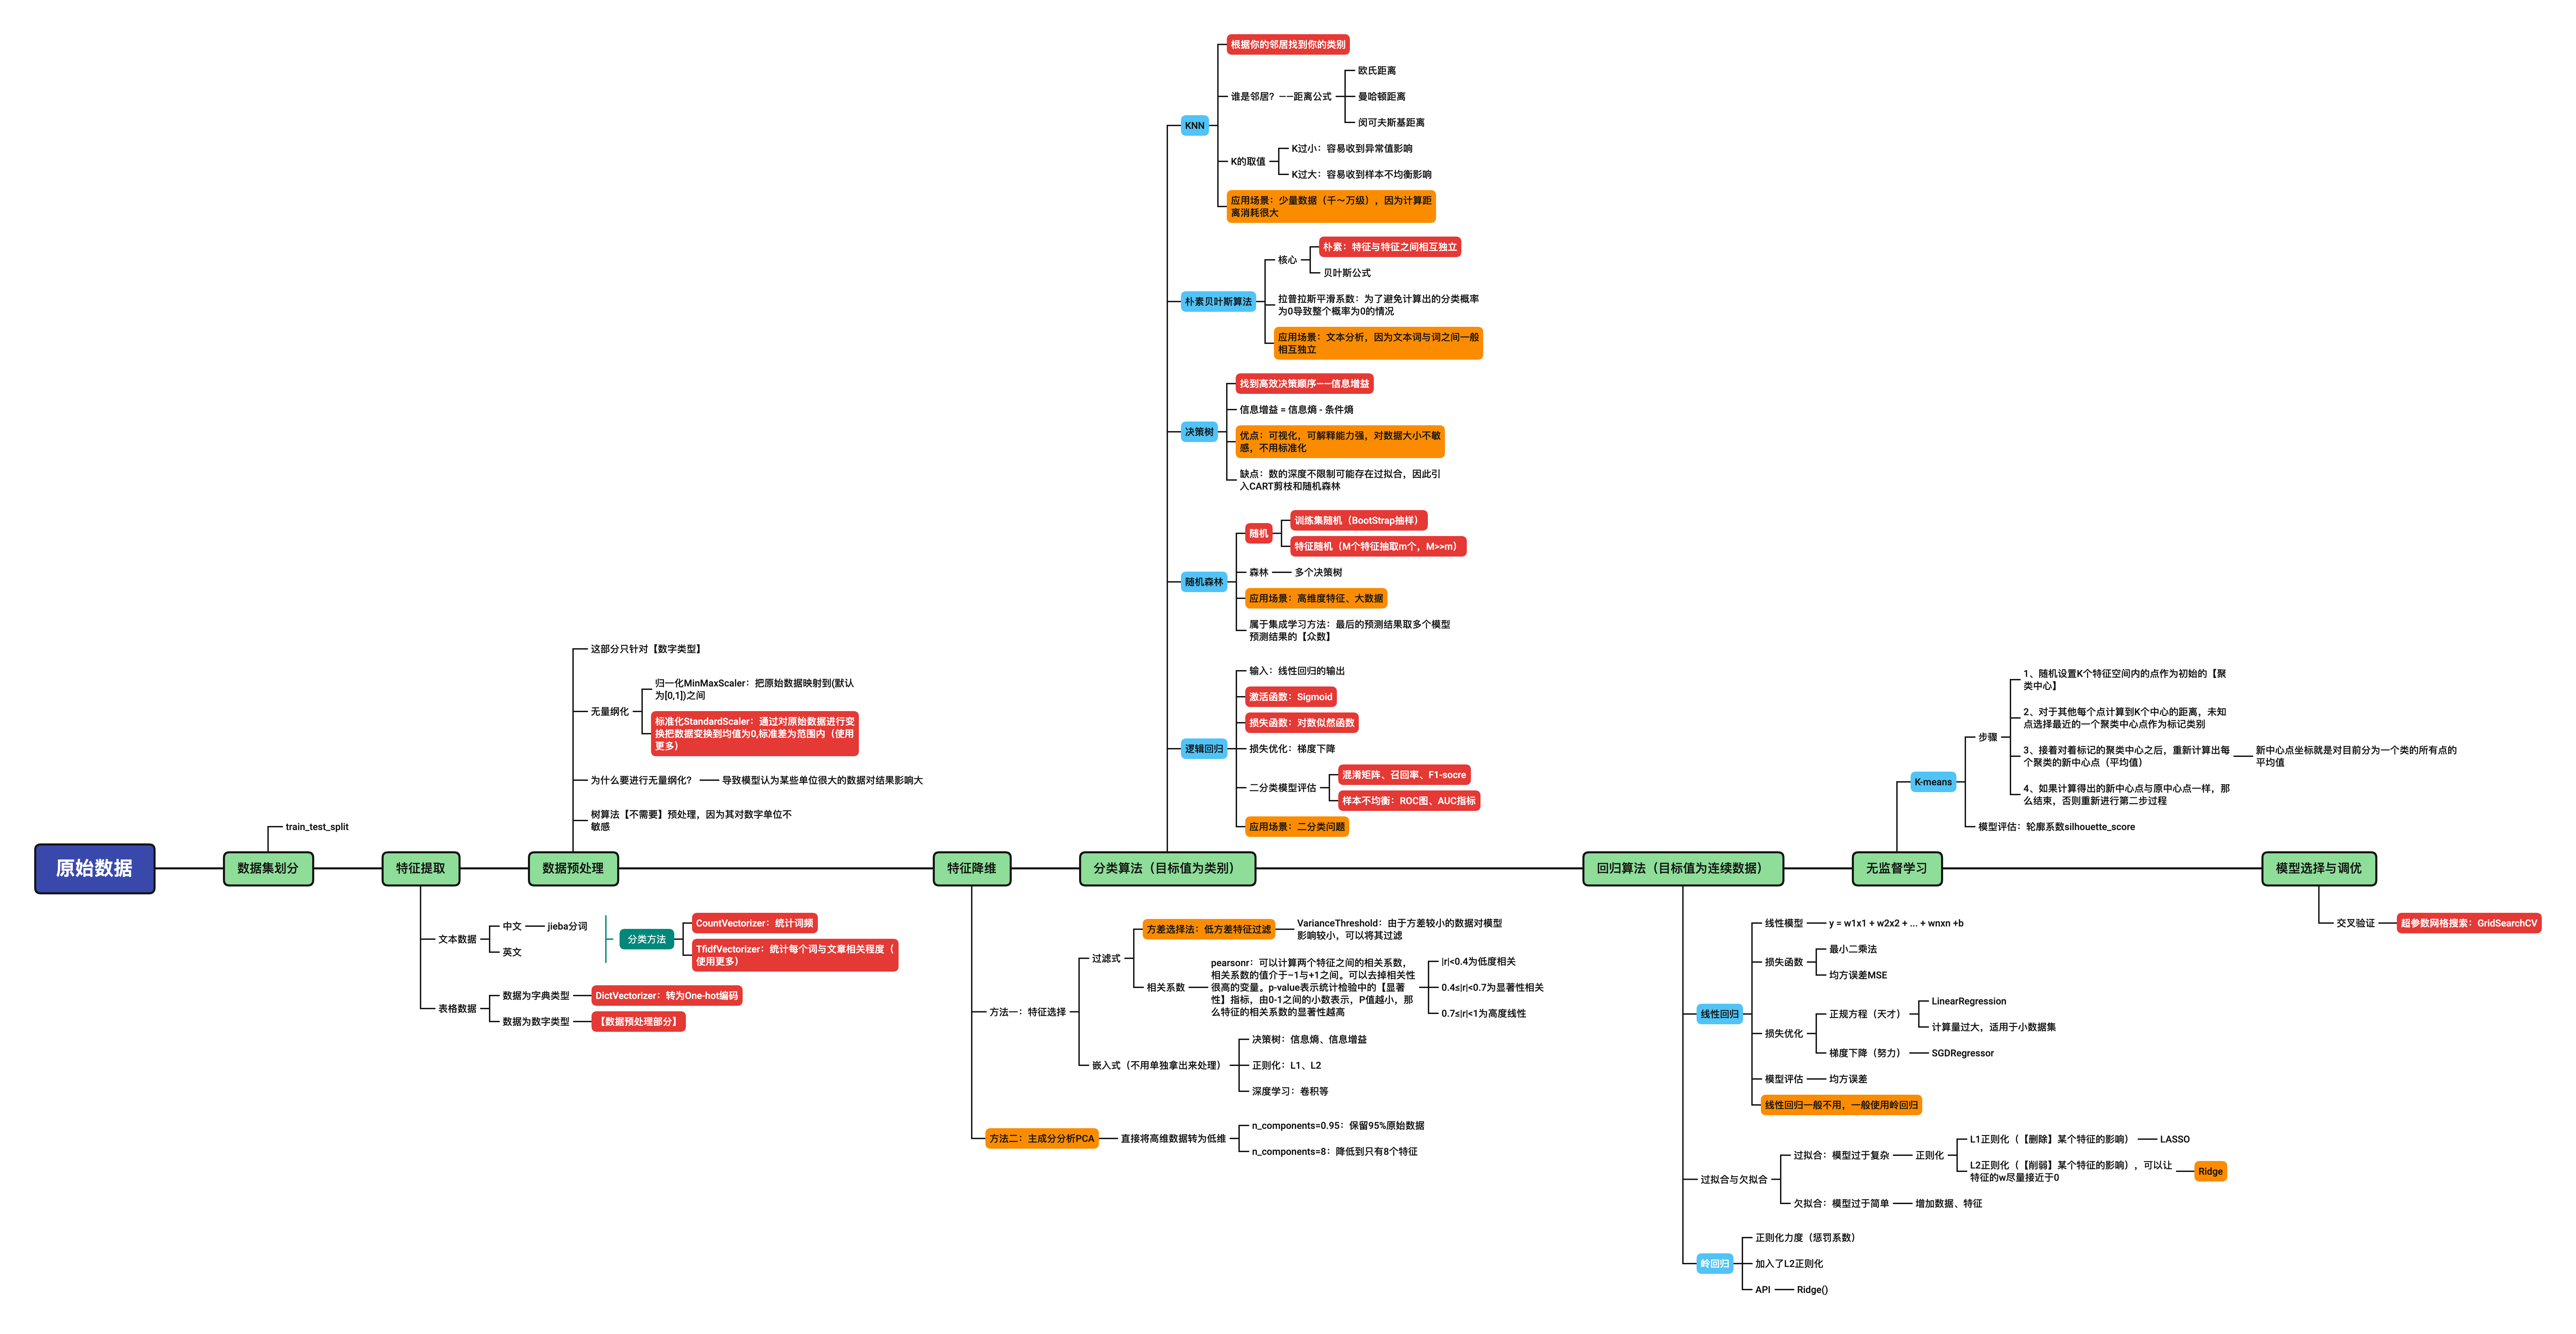 原始数据
数据集划分
train_test_split
特征提取
文本数据
中文
jieba分词
英文
分类方法
CountVectorizer：统计词频
TfidfVectorizer：统计每个词与文章相关程度（
使用更多）
表格数据
数据为字典类型
DictVectorizer：转为One-hot编码
数据为数字类型
【数据预处理部分】
数据预处理
这部分只针对【数字类型】
无量纲化
归一化MinMaxScaler：把原始数据映射到(默认
为[0,1])之间
标准化StandardScaler：通过对原始数据进行变
换把数据变换到均值为0,标准差为范围内（使用
更多）
为什么要进行无量纲化？
导致模型认为某些单位很大的数据对结果影响大
树算法【不需要】预处理，因为其对数字单位不
敏感
特征降维
方法一：特征选择
过滤式
方差选择法：低方差特征过滤
VarianceThreshold：由于方差较小的数据对模型
影响较小，可以将其过滤
相关系数
pearsonr：可以计算两个特征之间的相关系数，
相关系数的值介于–1与+1之间。可以去掉相关性
很高的变量。p-value表示统计检验中的【显著
性】指标，由0-1之间的小数表示，P值越小，那
么特征的相关系数的显著性越高
|r|<0.4为低度相关
0.4≤|r|<0.7为显著性相关
0.7≤|r|<1为高度线性
嵌入式（不用单独拿出来处理）
决策树：信息熵、信息增益
正则化：L1、L2
深度学习：卷积等
方法二：主成分分析PCA
直接将高维数据转为低维
n_components=0.95：保留95%原始数据
n_components=8：降低到只有8个特征
分类算法（目标值为类别）
KNN
根据你的邻居找到你的类别
谁是邻居？——距离公式
欧氏距离
曼哈顿距离
闵可夫斯基距离
K的取值
K过小：容易收到异常值影响
K过大：容易收到样本不均衡影响
应用场景：少量数据（千～万级），因为计算距
离消耗很大
朴素贝叶斯算法
核心
朴素：特征与特征之间相互独立
贝叶斯公式
拉普拉斯平滑系数：为了避免计算出的分类概率
为0导致整个概率为0的情况
应用场景：文本分析，因为文本词与词之间一般
相互独立
决策树
找到高效决策顺序——信息增益
信息增益 = 信息熵 - 条件熵
优点：可视化，可解释能力强，对数据大小不敏
感，不用标准化
缺点：数的深度不限制可能存在过拟合，因此引
入CART剪枝和随机森林
随机森林
随机
训练集随机（BootStrap抽样）
特征随机（M个特征抽取m个，M>>m）
森林
多个决策树
应用场景：高维度特征、大数据
属于集成学习方法：最后的预测结果取多个模型
预测结果的【众数】
逻辑回归
输入：线性回归的输出
激活函数：Sigmoid
损失函数：对数似然函数
损失优化：梯度下降
二分类模型评估
混淆矩阵、召回率、F1-socre
样本不均衡：ROC图、AUC指标
应用场景：二分类问题
回归算法（目标值为连续数据）
线性回归
线性模型
y = w1x1 + w2x2 + ... + wnxn +b
损失函数
最小二乘法
均方误差MSE
损失优化
正规方程（天才）
LinearRegression
计算量过大，适用于小数据集
梯度下降（努力）
SGDRegressor
模型评估
均方误差
线性回归一般不用，一般使用岭回归
过拟合与欠拟合
过拟合：模型过于复杂
正则化
L1正则化（【删除】某个特征的影响）
LASSO
L2正则化（【削弱】某个特征的影响），可以让
特征的w尽量接近于0
Ridge
欠拟合：模型过于简单
增加数据、特征
岭回归
正则化力度（惩罚系数）
加入了L2正则化
API
Ridge()
无监督学习
K-means
步骤
1、随机设置K个特征空间内的点作为初始的【聚
类中心】
2、对于其他每个点计算到K个中心的距离，未知
点选择最近的一个聚类中心点作为标记类别
3、接着对着标记的聚类中心之后，重新计算出每
个聚类的新中心点（平均值）
新中心点坐标就是对目前分为一个类的所有点的
平均值
4、如果计算得出的新中心点与原中心点一样，那
么结束，否则重新进行第二步过程
模型评估：轮廓系数silhouette_score
模型选择与调优
交叉验证
超参数网格搜索：GridSearchCV